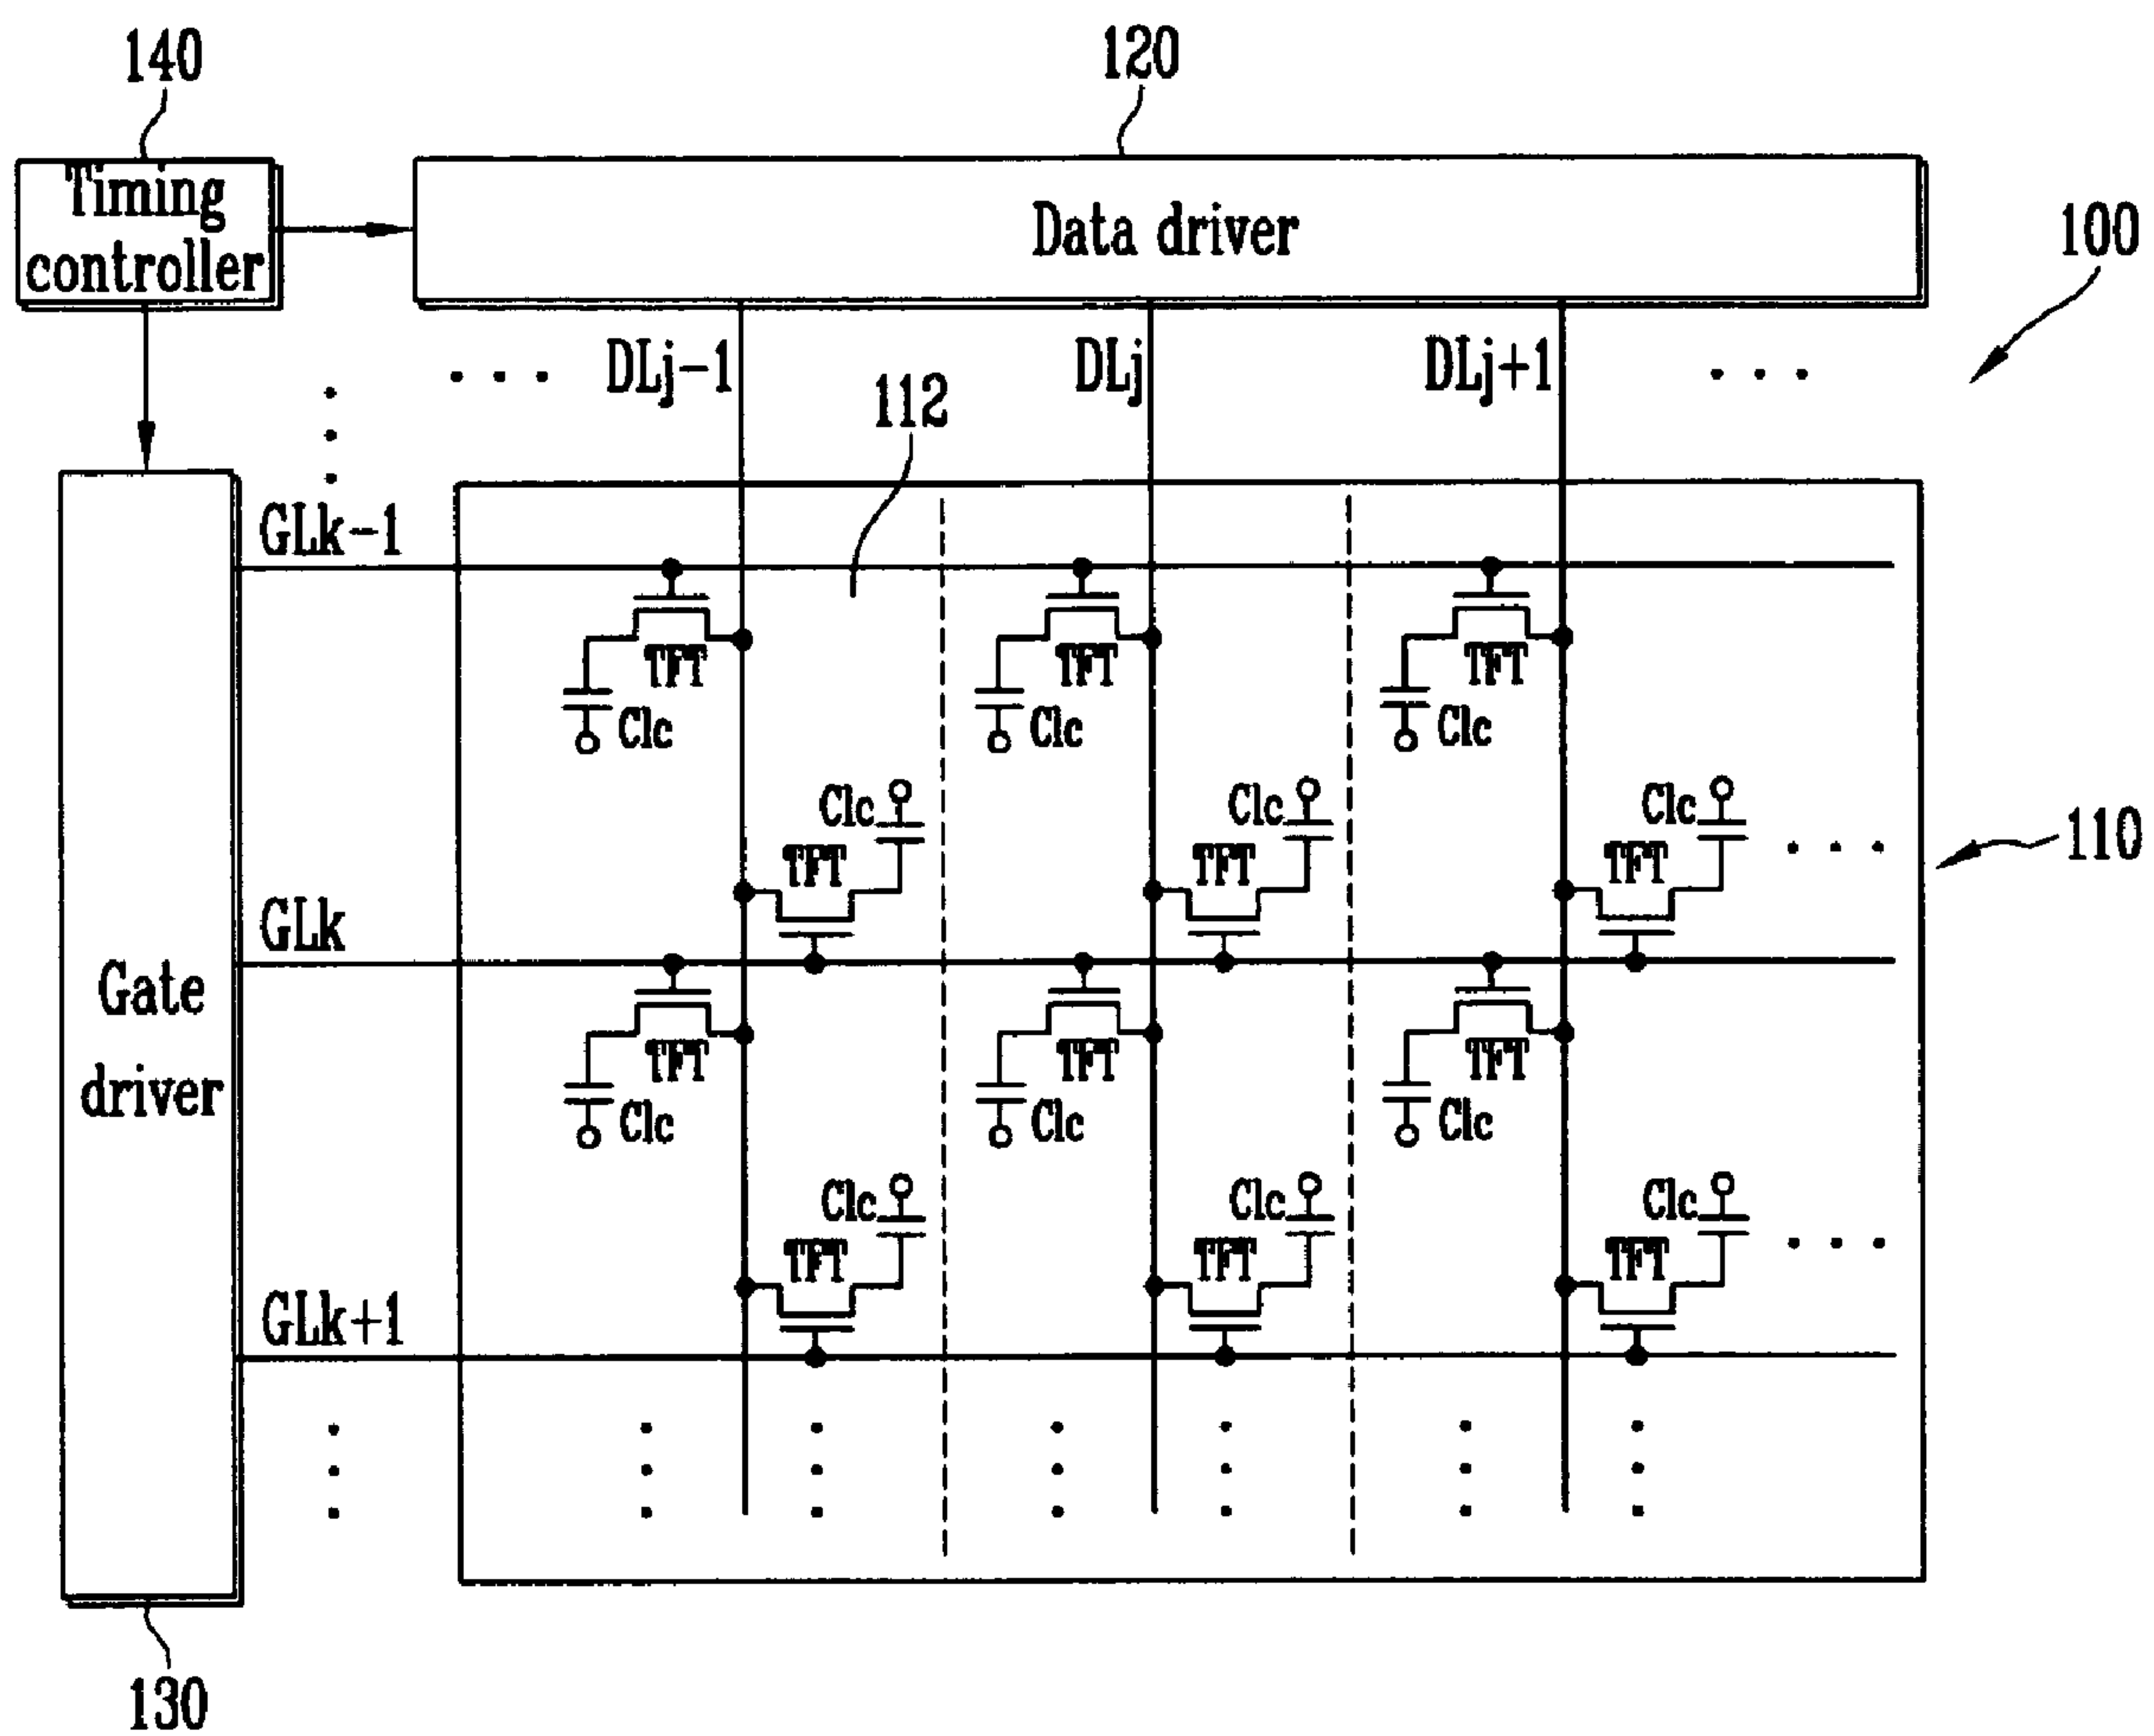 140
120
Timing
controller
Data driver
100
... DLj-1
DLj
DLj+1 ...
112
GLk-1
TFT
TFT
TFT
Clc
Clc
Clc
Clc
Clc
Clc
TFT
TFT
TFT
...
110
GLk
Gate
driver
TFT
TFT
TFT
Clc
Clc
Clc
Clc
Clc
Clc
TFT
TFT
TFT
...
GLk+1
130